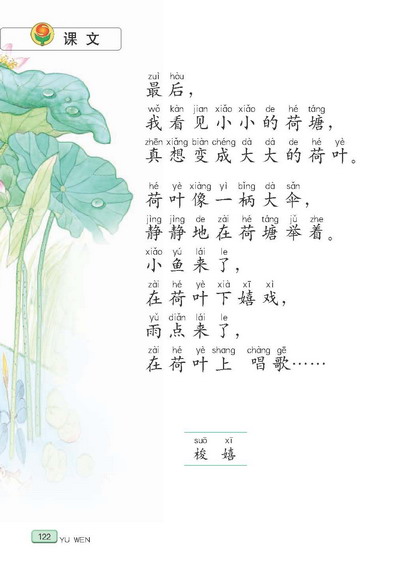 课文
zuì hòu
最后，
wǒ kàn jiàn xiǎo xiǎo de hé táng
我看见小小的荷塘，
zhēn xiǎng biàn chéng dà dà de hé yè
真想变成大大的荷叶。
hé yè xiàng yì bǐng dà sǎn
荷叶像一柄大伞，
jìng jìng de zài hé táng jǔ zhe
静静地在荷塘举着。
xiǎo yú lái le
小鱼来了，
zài hé yè xià xī xì
在荷叶下嬉戏，
yǔ diǎn lái le
雨点来了，
zài hé yè shang chàng gē
在荷叶上 唱歌……
suō xī
梭 嬉
122 YU WEN